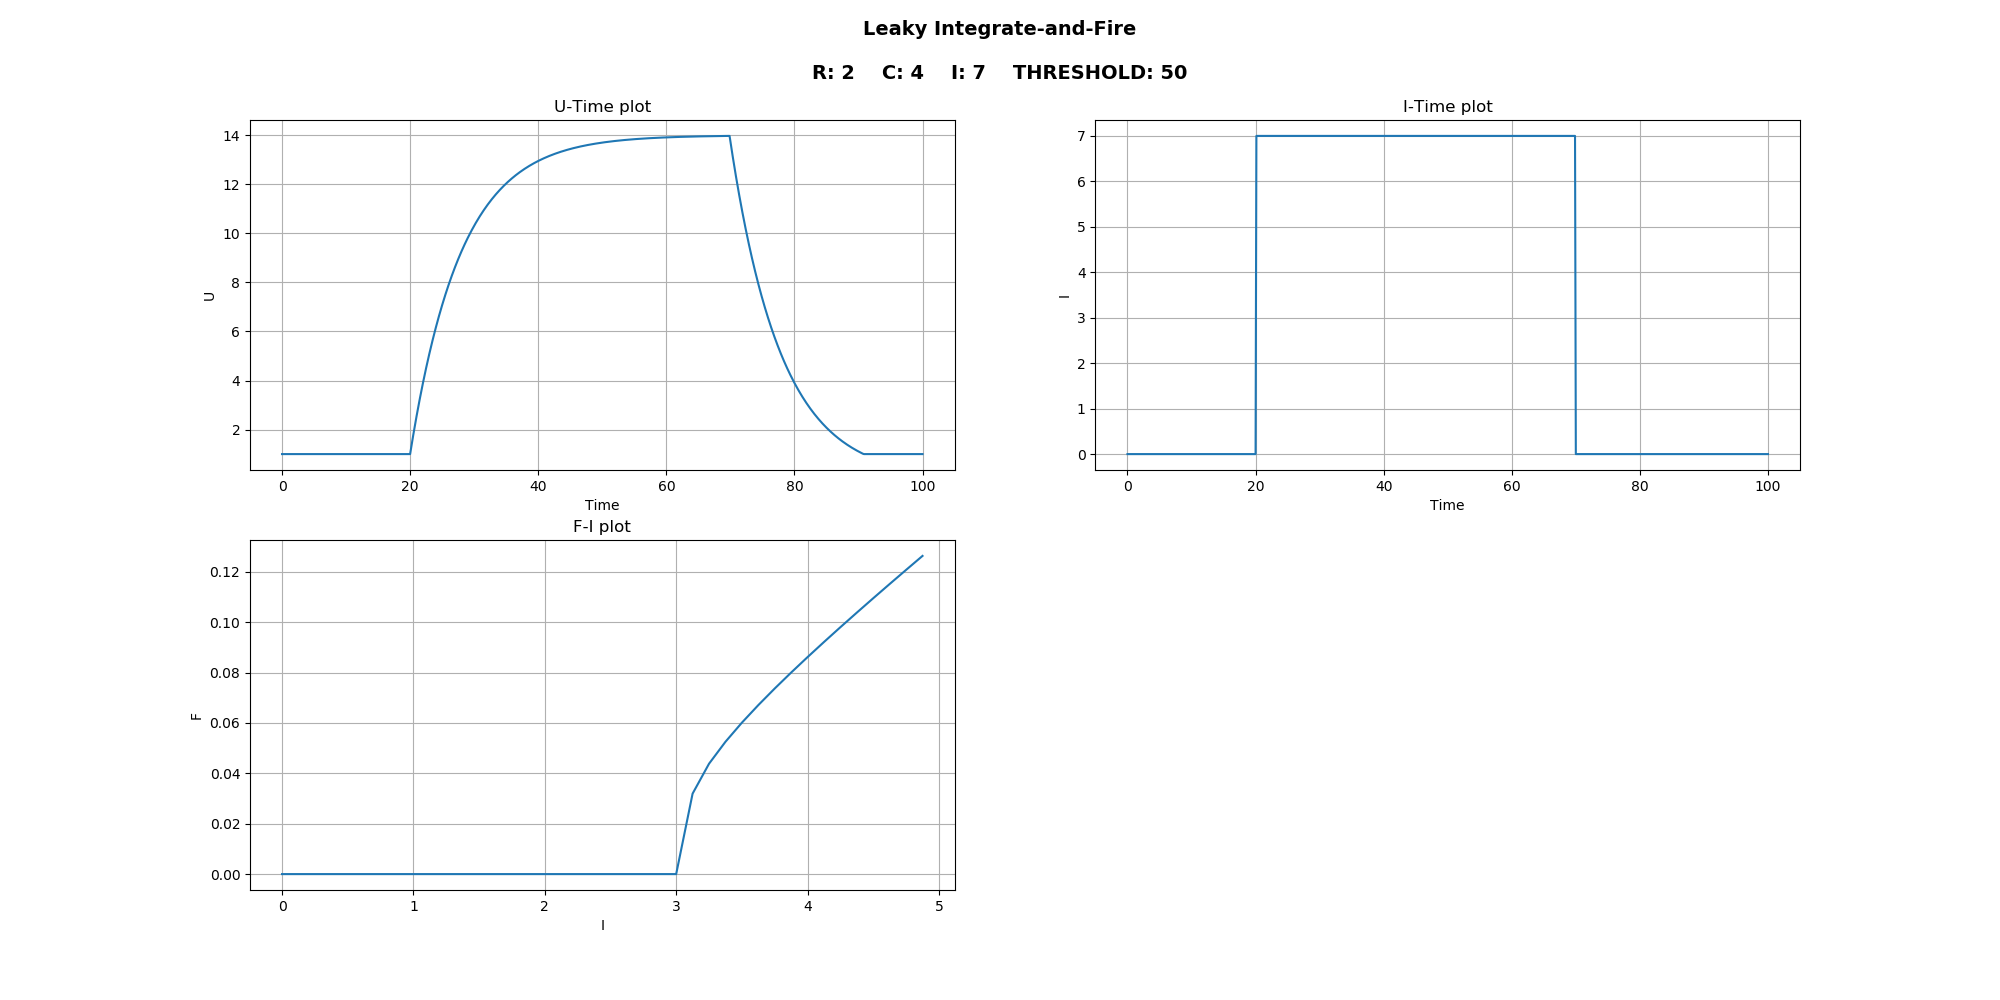 Leaky Integrate-and-Fire
R: 2    C: 4    I: 7    THRESHOLD: 50
U-Time plot
14
12
10
8
6
4
2
U
0 20 40 60 80 100
Time
I-Time plot
7
6
5
4
3
2
1
0
I
0 20 40 60 80 100
Time
F-I plot
0.12
0.10
0.08
0.06
0.04
0.02
0.00
F
0 1 2 3 4 5
I